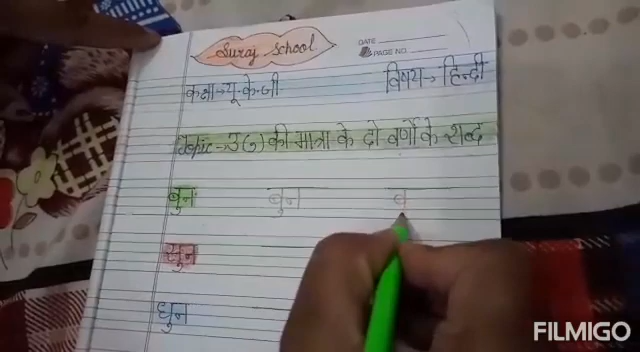 Suraj School
DATE
PAGE NO.
कक्षा→यू॰के॰जी विषय→ हिन्दी
Topic→ उ(ु) की मात्रा के दो वर्णों के शब्द
बुन बुन ब
सुन
धुन
FILMIGO